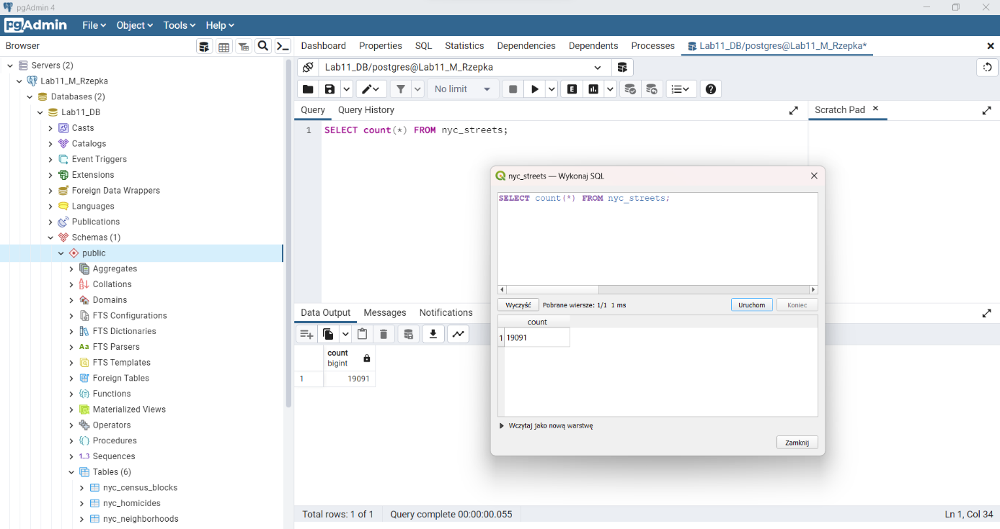 pgAdmin 4
pgAdmin File Object Tools Help
Browser
Dashboard Properties SQL Statistics Dependencies Dependents Processes Lab11_DB/postgres@Lab11_M_Rzepka*
Servers (2)
Lab11_M_Rzepka
Databases (2)
Lab11_DB
Casts
Catalogs
Event Triggers
Extensions
Foreign Data Wrappers
Languages
Publications
Schemas (1)
public
Aggregates
Collations
Domains
FTS Configurations
FTS Dictionaries
Aa FTS Parsers
FTS Templates
Foreign Tables
Functions
Materialized Views
Operators
Procedures
1..3 Sequences
Tables (6)
nyc_census_blocks
nyc_homicides
nyc_neighborhoods
Lab11_DB/postgres@Lab11_M_Rzepka
No limit
E
Query Query History
Scratch Pad
1 SELECT count(*) FROM nyc_streets;
Data Output Messages Notifications
count
bigint
1 19091
Total rows: 1 of 1 Query complete 00:00:00.055 Ln 1, Col 34
nyc_streets — Wykonaj SQL
SELECT count(*) FROM nyc_streets;
Wyczyść Pobrane wiersze: 1/1 1 ms Uruchom Koniec
count
1 19091
Wczytaj jako nową warstwę
Zamknij